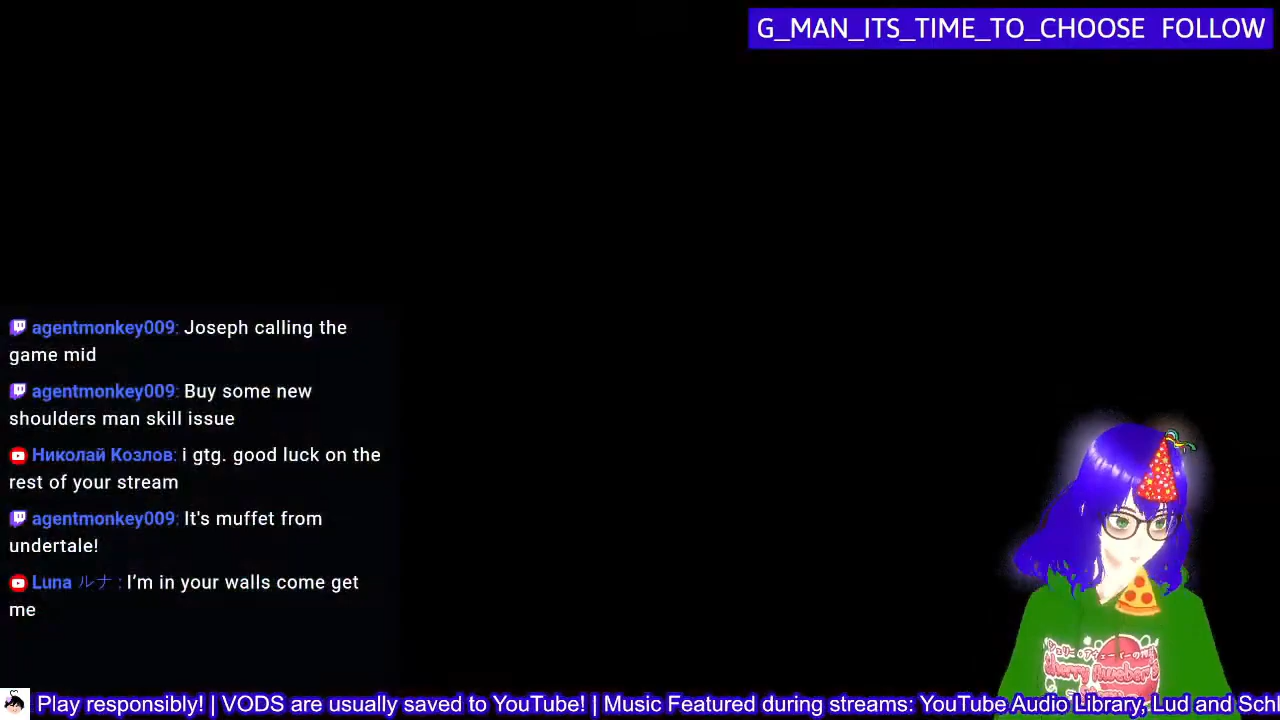 G_MAN_ITS_TIME_TO_CHOOSE FOLLOW
agentmonkey009: Joseph calling the
game mid
agentmonkey009: Buy some new
shoulders man skill issue
Николай Козлов: i gtg. good luck on the
rest of your stream
agentmonkey009: It's muffet from
undertale!
Luna ルナ : I’m in your walls come get
me
Play responsibly! | VODS are usually saved to YouTube! | Music Featured during streams: YouTube Audio Library, Lud and Schl